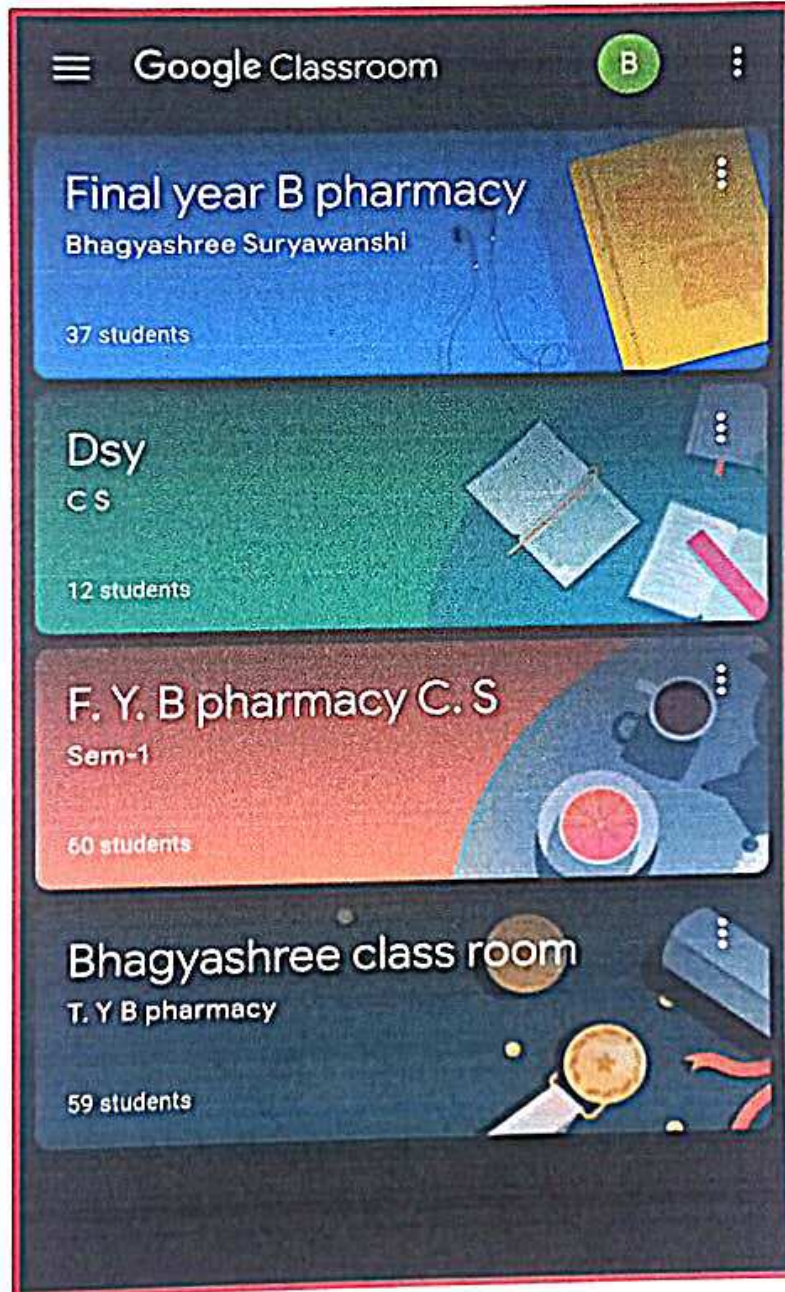 Google Classroom
B
Final year B pharmacy
Bhagyashree Suryawanshi
37 students
Dsy
C S
12 students
F. Y. B pharmacy C. S
Sem-1
60 students
Bhagyashree class room
T. Y B pharmacy
59 students